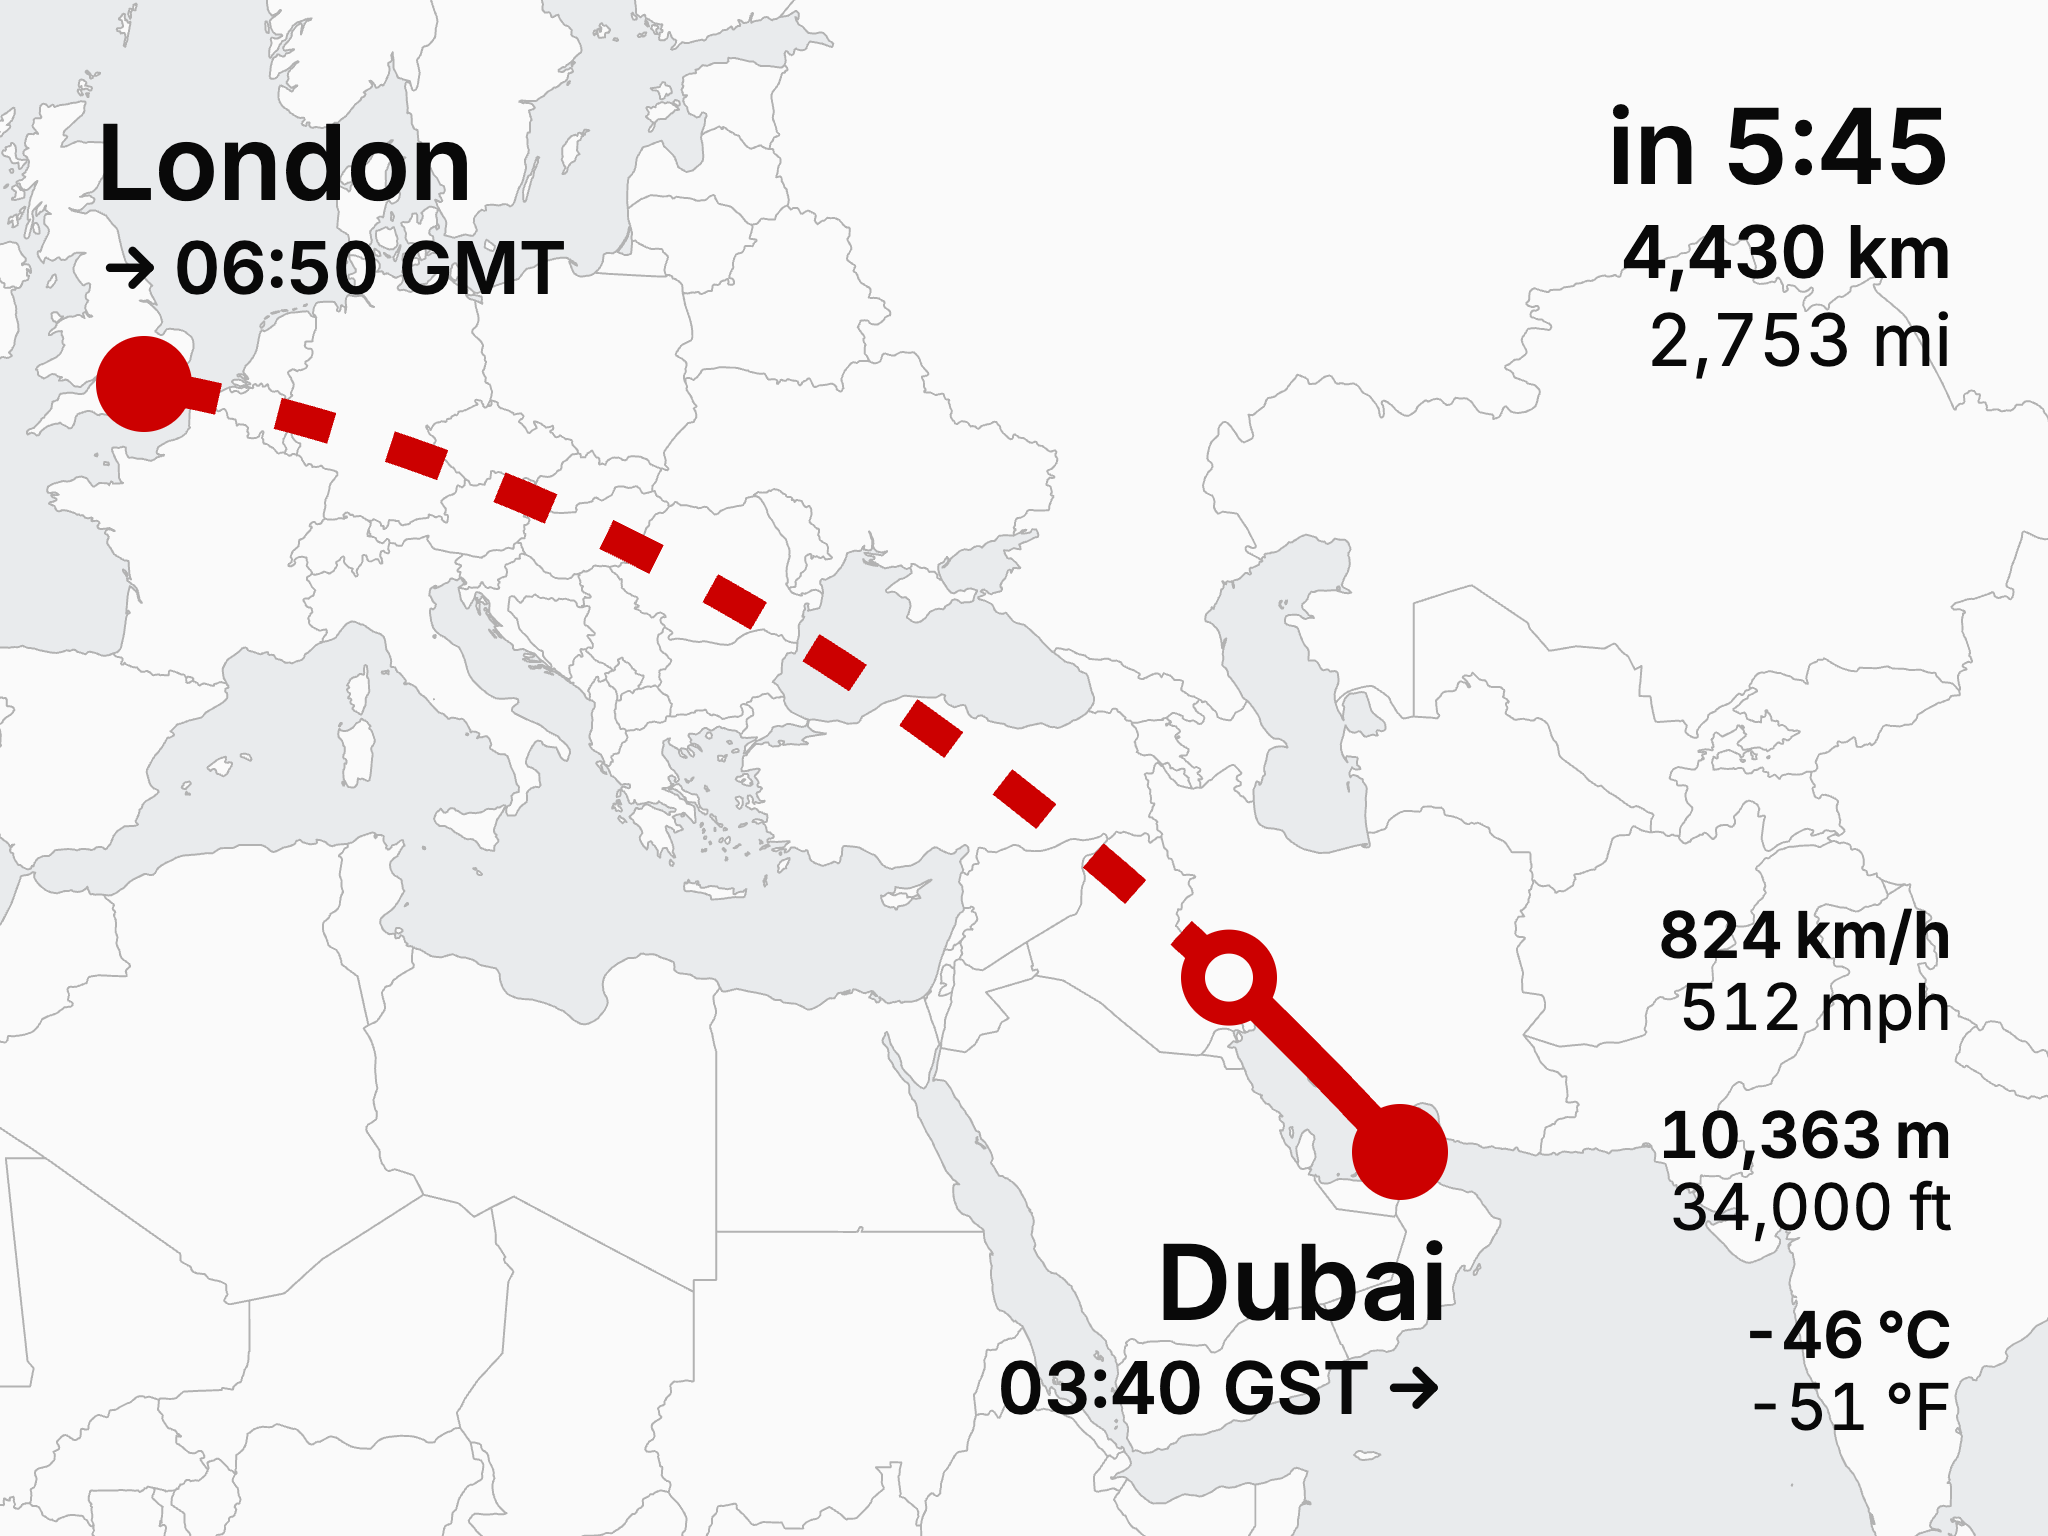 London
→ 06:50 GMT
in 5:45
4,430 km
2,753 mi
824 km/h
512 mph
10,363 m
34,000 ft
-46 °C
-51 °F
Dubai
03:40 GST →